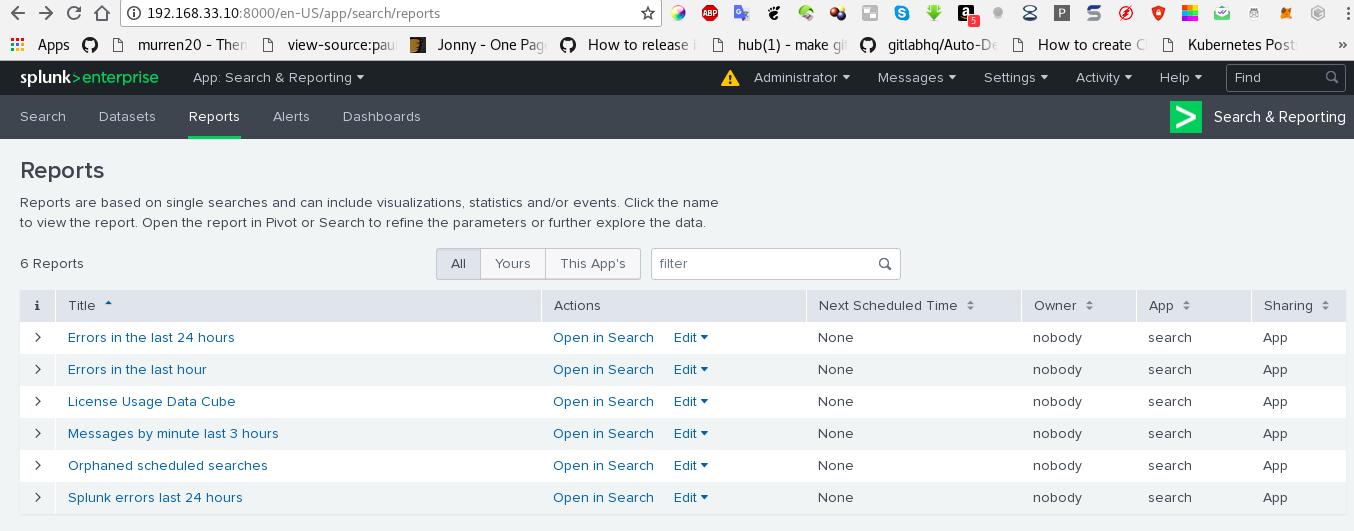 192.168.33.10:8000/en-US/app/search/reports
ABP
5
P
Apps murren20 - Then view-source:pau Jonny - One Page How to release hub(1) - make git gitlabhq/Auto-De How to create C Kubernetes Post »
splunk>enterprise App: Search & Reporting Administrator Messages Settings Activity Help Find
Search Datasets Reports Alerts Dashboards Search & Reporting
Reports
Reports are based on single searches and can include visualizations, statistics and/or events. Click the name
to view the report. Open the report in Pivot or Search to refine the parameters or further explore the data.
6 Reports All Yours This App's filter
i Title Actions Next Scheduled Time Owner App Sharing
Errors in the last 24 hours Open in Search Edit None nobody search App
Errors in the last hour Open in Search Edit None nobody search App
License Usage Data Cube Open in Search Edit None nobody search App
Messages by minute last 3 hours Open in Search Edit None nobody search App
Orphaned scheduled searches Open in Search Edit None nobody search App
Splunk errors last 24 hours Open in Search Edit None nobody search App